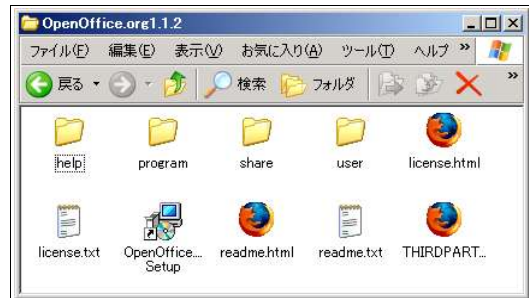 OpenOffice.org1.1.2
ファイル(F) 編集(E) 表示(V) お気に入り(A) ツール(T) ヘルプ »
戻る 検索 フォルダ »
help program share user license.html
license.txt OpenOffice.... Setup readme.html readme.txt THIRDPART...